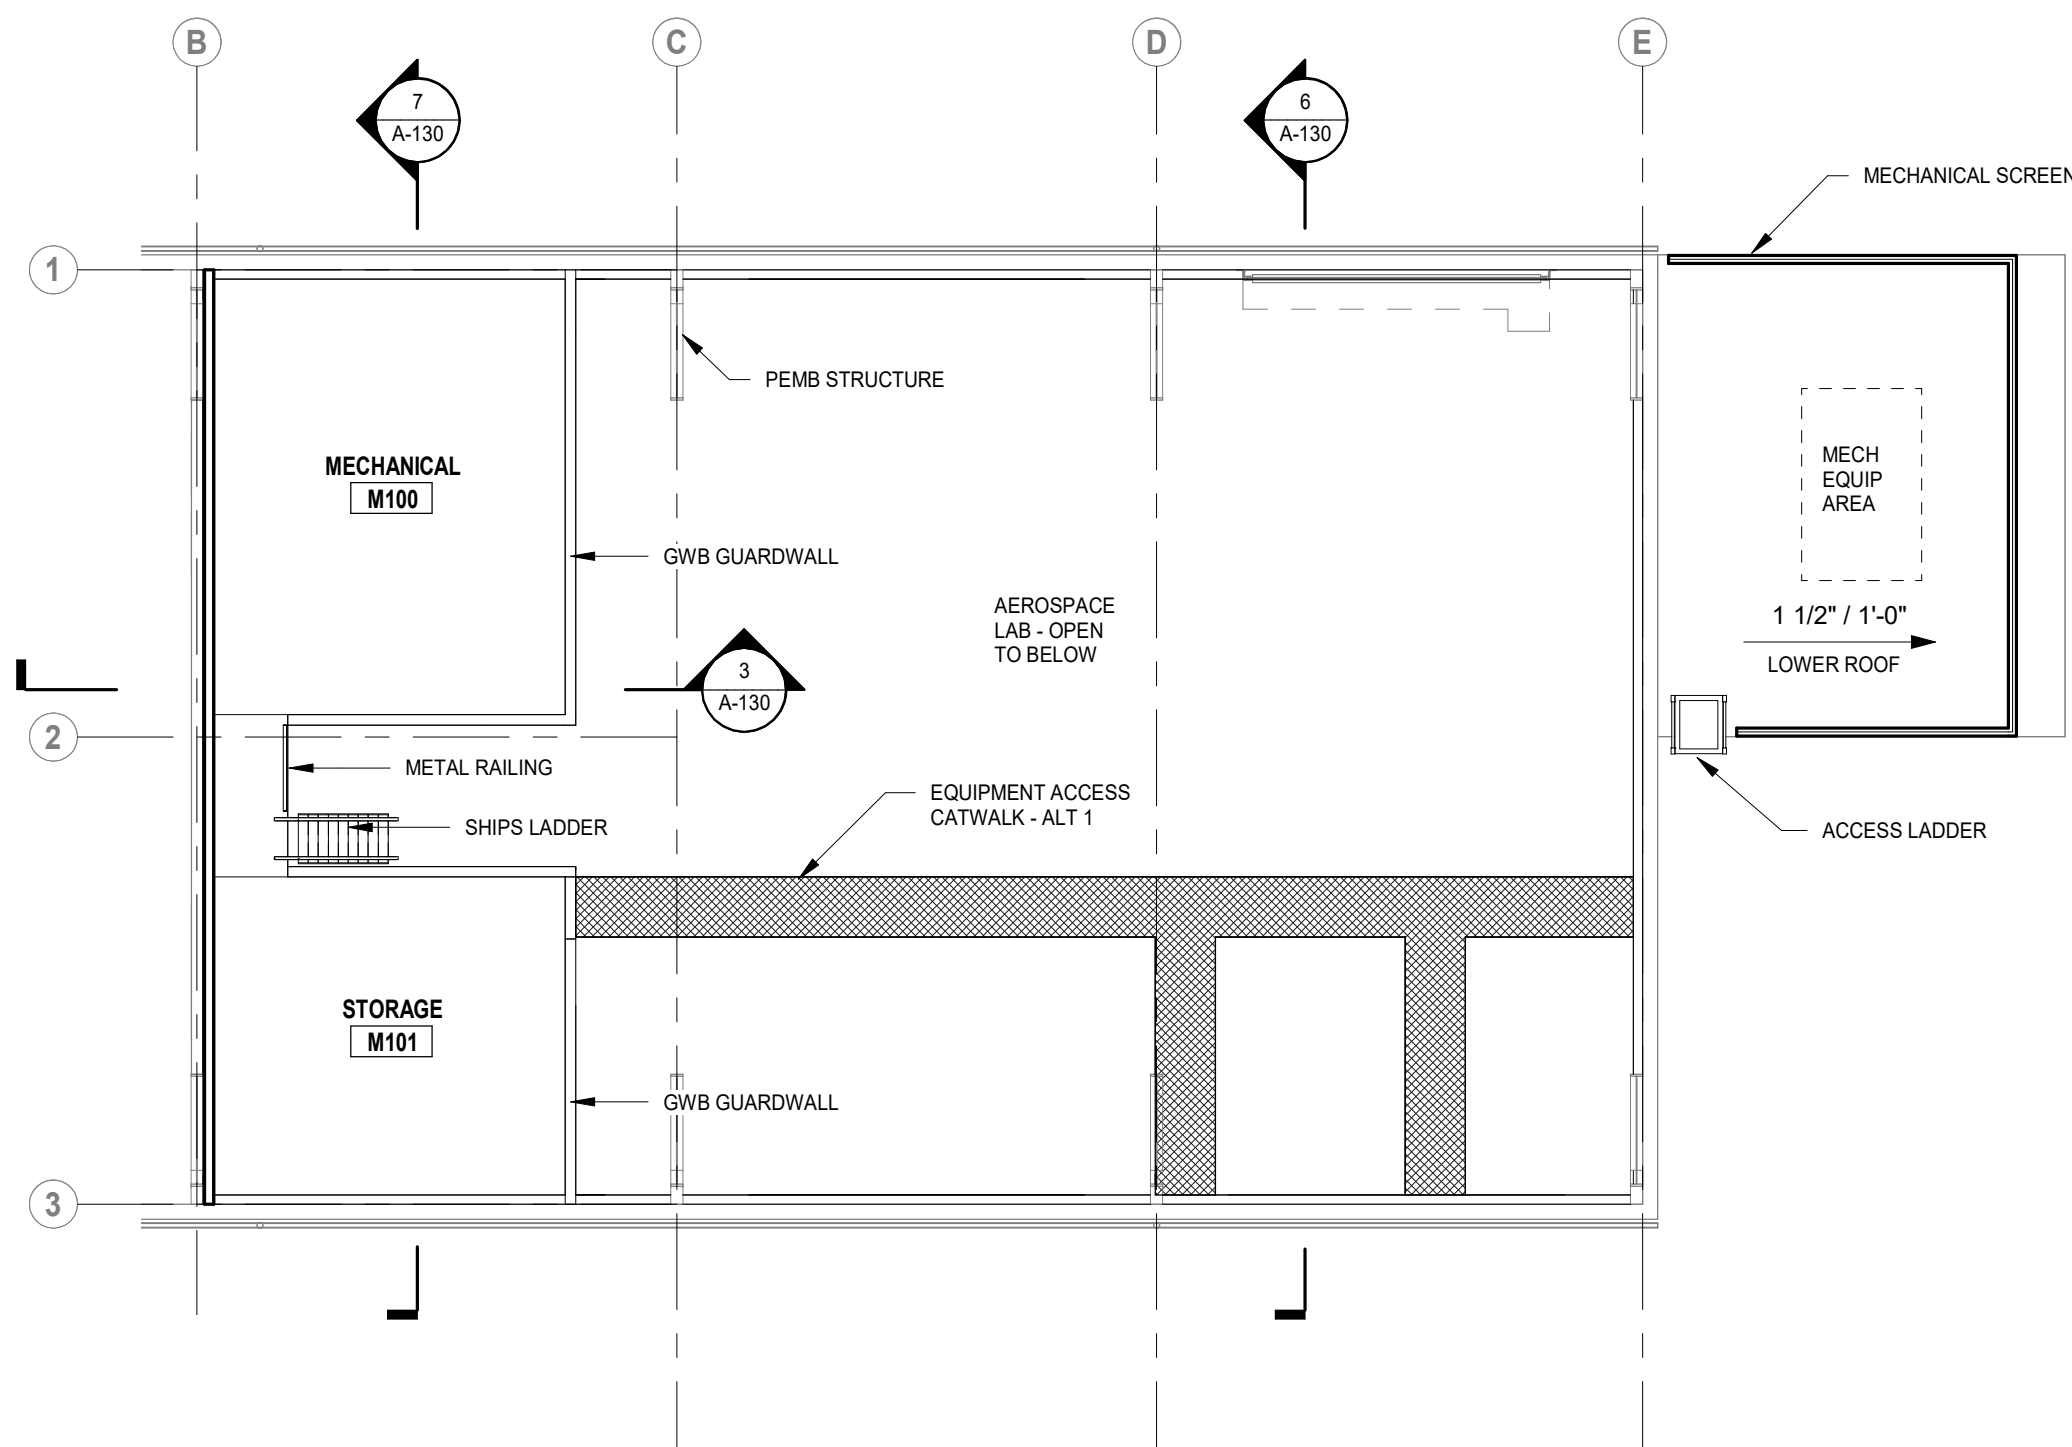 B
C
D
E
7
A-130
6
A-130
MECHANICAL SCREEN
1
PEMB STRUCTURE
MECHANICAL
M100
MECH
EQUIP
AREA
GWB GUARDWALL
AEROSPACE
LAB - OPEN
TO BELOW
1 1/2" / 1'-0"
LOWER ROOF
3
A-130
2
METAL RAILING
EQUIPMENT ACCESS
CATWALK - ALT 1
SHIPS LADDER
ACCESS LADDER
STORAGE
M101
GWB GUARDWALL
3